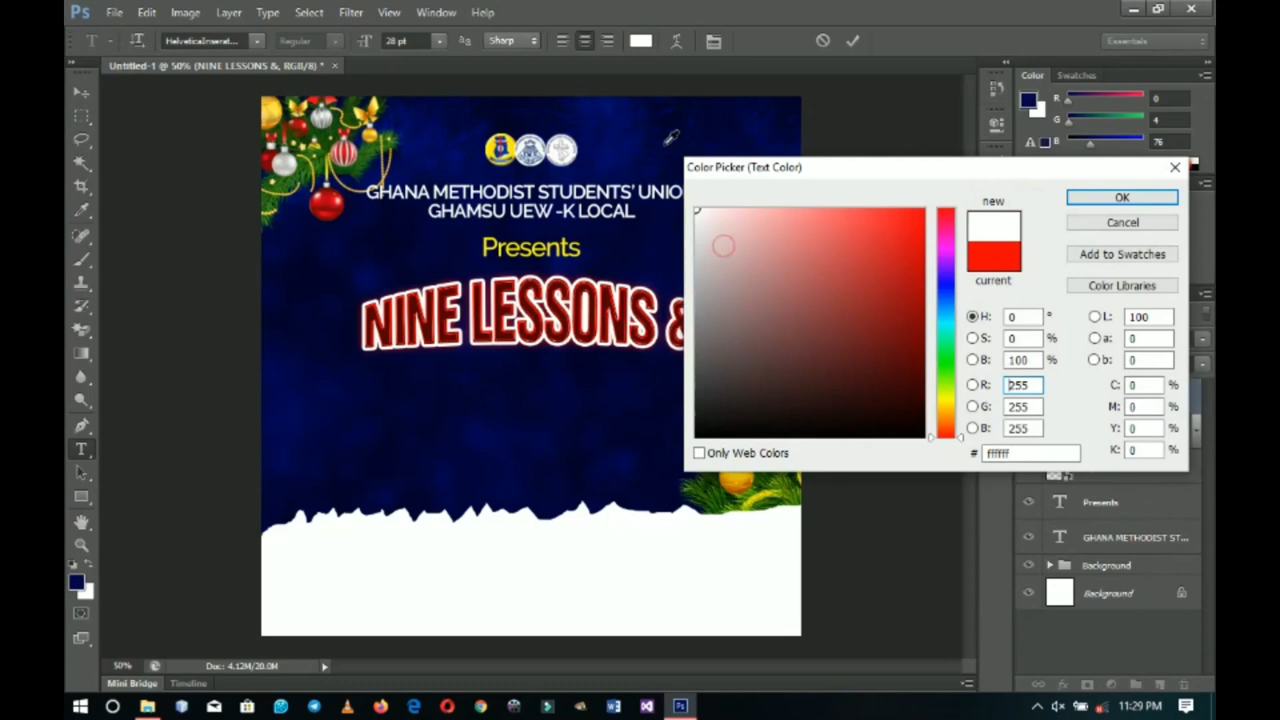 Ps File Edit Image Layer Type Select Filter View Window Help
T HelveticaInserat... Regular 28 pt Sharp Essentials
Untitled-1 @ 50% (NINE LESSONS &, RGB/8) * ×
Color Swatches
R 0
G 4
B 76
GHANA METHODIST STUDENTS' UNIO
GHAMSU UEW -K LOCAL
Presents
NINE LESSONS &
Color Picker (Text Color)
new
current
OK
Cancel
Add to Swatches
Color Libraries
H: 0 °
S: 0 %
B: 100 %
R: 255
G: 255
B: 255
# ffffff
L: 100
a: 0
b: 0
C: 0 %
M: 0 %
Y: 0 %
K: 0 %
Only Web Colors
T Presents
T GHANA METHODIST ST...
Background
Background
50% Doc: 4.12M/20.0M
Mini Bridge Timeline
11:29 PM